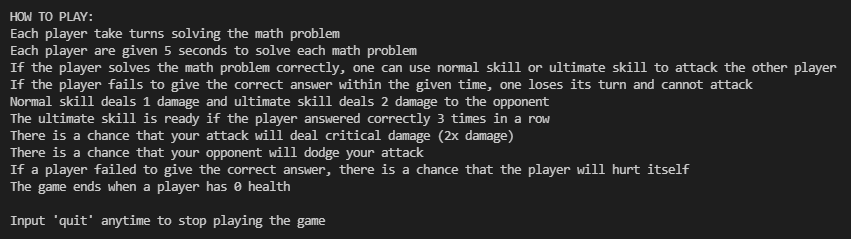 HOW TO PLAY:
Each player take turns solving the math problem
Each player are given 5 seconds to solve each math problem
If the player solves the math problem correctly, one can use normal skill or ultimate skill to attack the other player
If the player fails to give the correct answer within the given time, one loses its turn and cannot attack
Normal skill deals 1 damage and ultimate skill deals 2 damage to the opponent
The ultimate skill is ready if the player answered correctly 3 times in a row
There is a chance that your attack will deal critical damage (2x damage)
There is a chance that your opponent will dodge your attack
If a player failed to give the correct answer, there is a chance that the player will hurt itself
The game ends when a player has 0 health
Input 'quit' anytime to stop playing the game